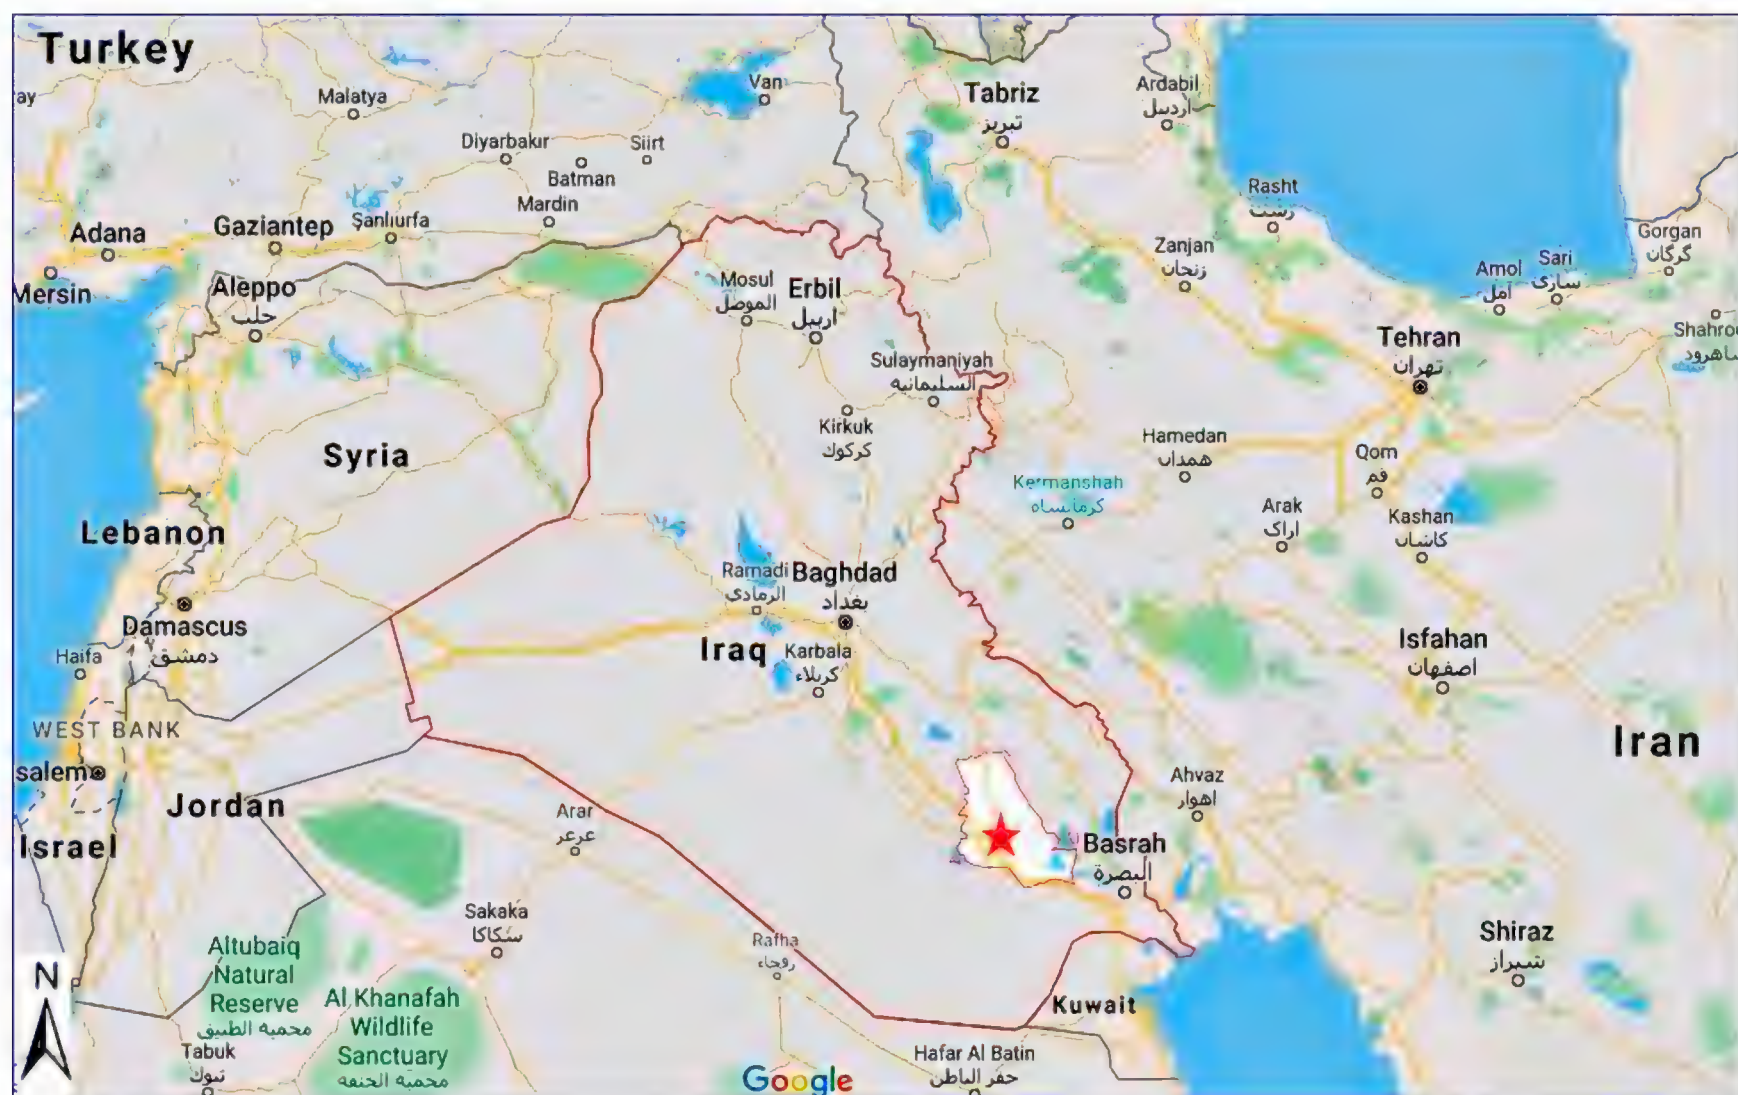 Turkey
ay
Malatya
Van
Tabriz
تبریز
Ardabil
اردبیل
Diyarbakır
Siirt
Batman
Mardin
Rasht
رشت
Adana
Gaziantep
Şanlıurfa
Zanjan
زنجان
Gorgan
گرگان
Mersin
Aleppo
حلب
Mosul
الموصل
Erbil
اربيل
Amol
آمل
Sari
ساری
Tehran
تهران
Shahrou
شاهرود
Sulaymaniyah
السليمانية
Kirkuk
كركوك
Syria
Hamedan
همدان
Qom
قم
Kermanshah
کرمانشاه
Arak
اراک
Kashan
کاشان
Lebanon
Ramadi
الرمادي
Baghdad
بغداد
Damascus
دمشق
Haifa
Iraq
Karbala
كربلاء
Isfahan
اصفهان
WEST BANK
Iran
salem
Jordan
Ahvaz
اهواز
Arar
عرعر
Israel
Basrah
البصرة
Sakaka
سكاكا
Rafha
رفحاء
Shiraz
شیراز
N
Altubaiq
Natural
Reserve
محمية الطبيق
Al Khanafah
Wildlife
Sanctuary
محمية الخنفة
Kuwait
Tabuk
تبوك
Google
Hafar Al Batin
حفر الباطن